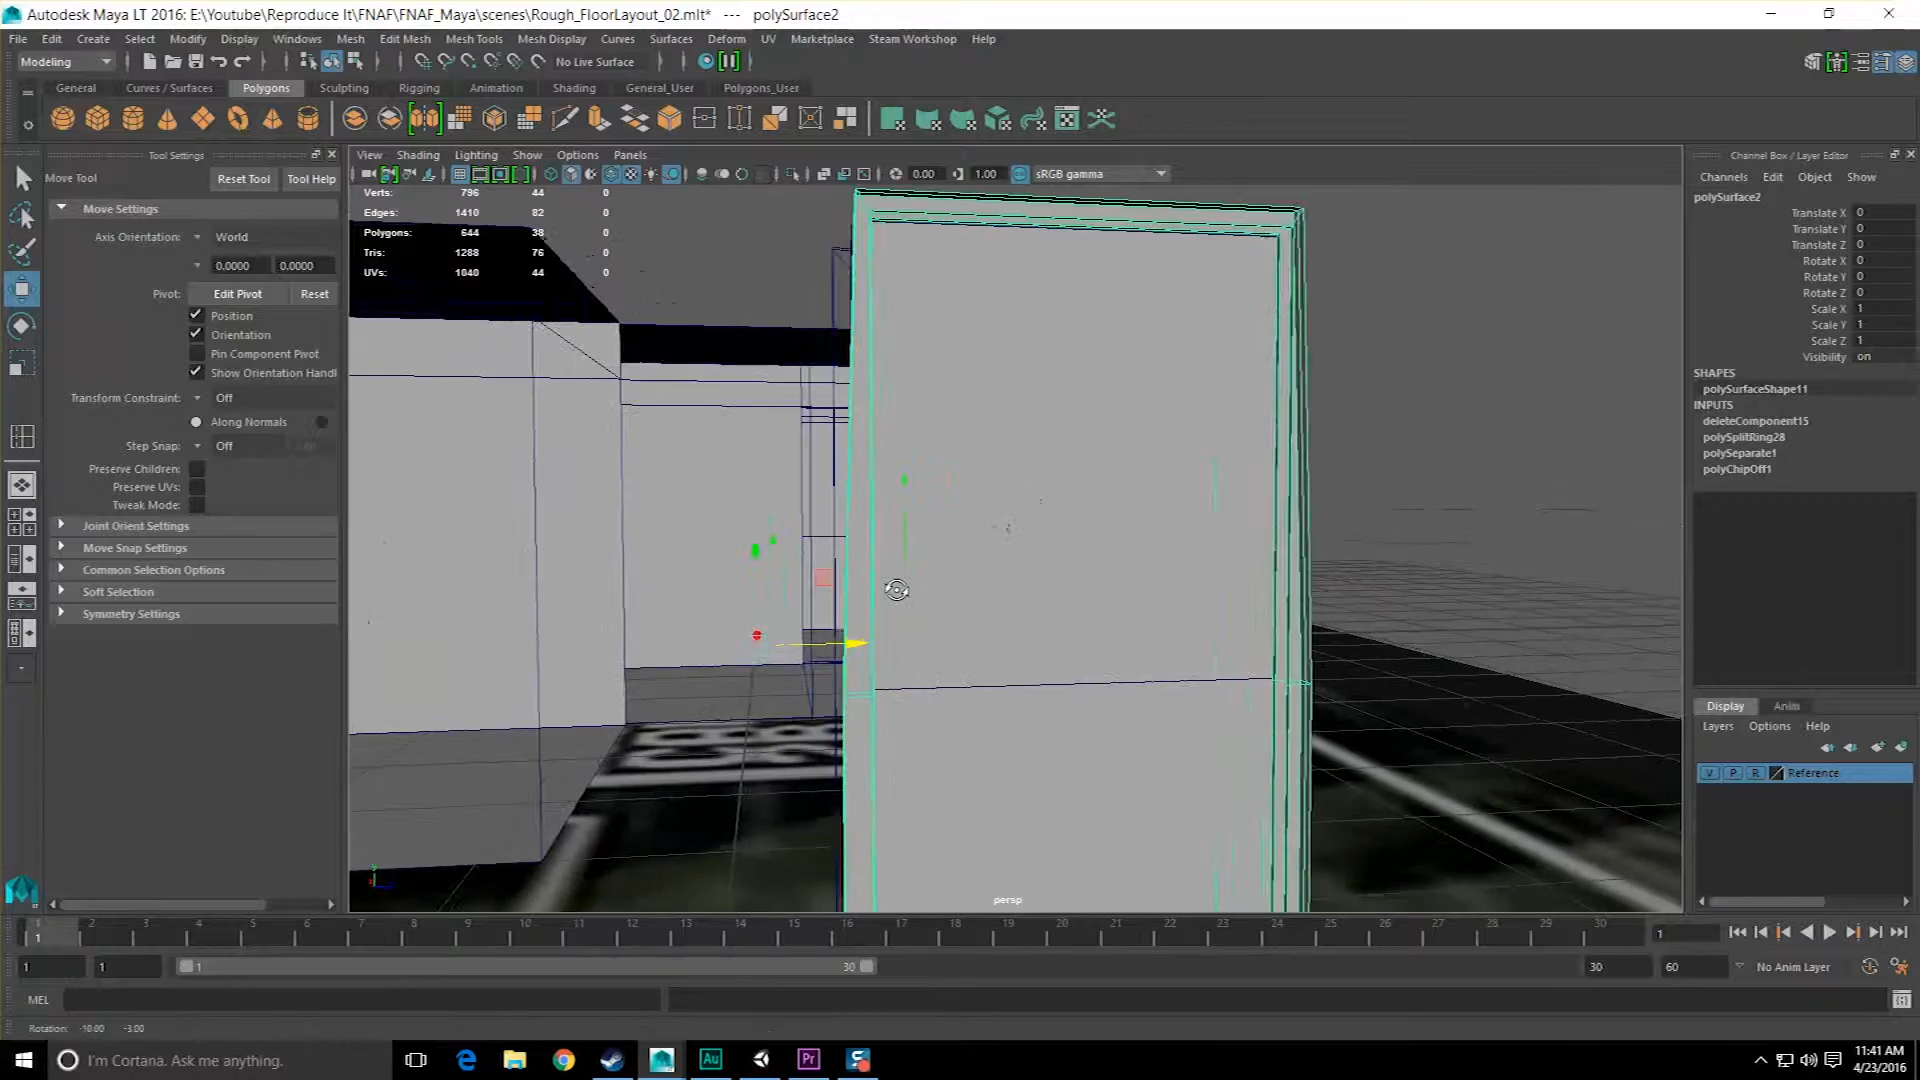 Autodesk Maya LT 2016: E:\Youtube\Reproduce It\FNAF\FNAF_Maya\scenes\Rough_FloorLayout_02.mlt* --- polySurface2
File Edit Create Select Modify Display Windows Mesh Edit Mesh Mesh Tools Mesh Display Curves Surfaces Deform UV Marketplace Steam Workshop Help
Modeling No Live Surface
General Curves / Surfaces Polygons Sculpting Rigging Animation Shading General_User Polygons_User
Tool Settings
View Shading Lighting Show Options Panels
Channel Box / Layer Editor
Move Tool Reset Tool Tool Help
0.00 1.00 sRGB gamma
Channels Edit Object Show
Verts: 796 44 0
Edges: 1410 82 0
Polygons: 644 38 0
Tris: 1288 76 0
UVs: 1040 44 0
polySurface2
Move Settings
Axis Orientation: World
0.0000 0.0000
Pivot: Edit Pivot Reset
Position
Orientation
Pin Component Pivot
Show Orientation Handl
Transform Constraint: Off
Along Normals
Step Snap: Off
Preserve Children:
Preserve UVs:
Tweak Mode:
Joint Orient Settings
Move Snap Settings
Common Selection Options
Soft Selection
Symmetry Settings
Translate X 0
Translate Y 0
Translate Z 0
Rotate X 0
Rotate Y 0
Rotate Z 0
Scale X 1
Scale Y 1
Scale Z 1
Visibility on
SHAPES
polySurfaceShape11
INPUTS
deleteComponent15
polySplitRing28
polySeparate1
polyChipOff1
Display Anim
Layers Options Help
V P R Reference
persp
1 2 3 4 5 6 7 8 9 10 11 12 13 14 15 16 17 18 19 20 21 22 23 24 25 26 27 28 29 30
1 1
1 1 1 30 30 60 No Anim Layer
MEL
Rotation: -10.00 -3.00
I'm Cortana. Ask me anything.
Au Pr
11:41 AM
4/23/2016